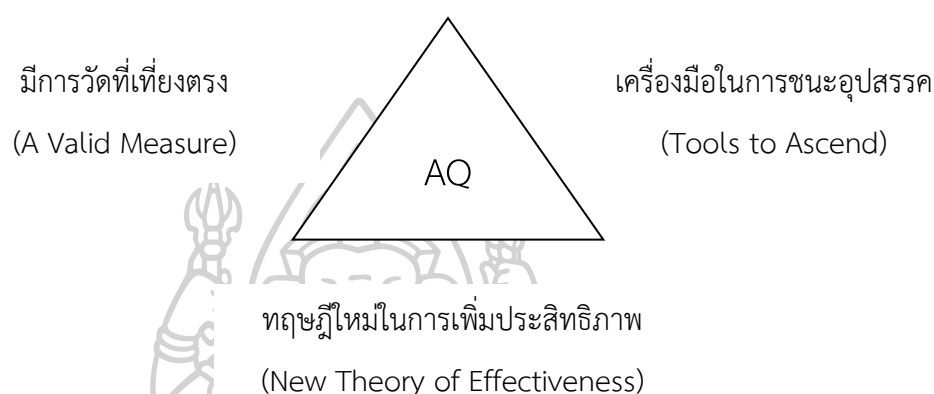 มีการวัดที่เที่ยงตรง
(A Valid Measure)
เครื่องมือในการชนะอุปสรรค
(Tools to Ascend)
AQ
ทฤษฎีใหม่ในการเพิ่มประสิทธิภาพ
(New Theory of Effectiveness)